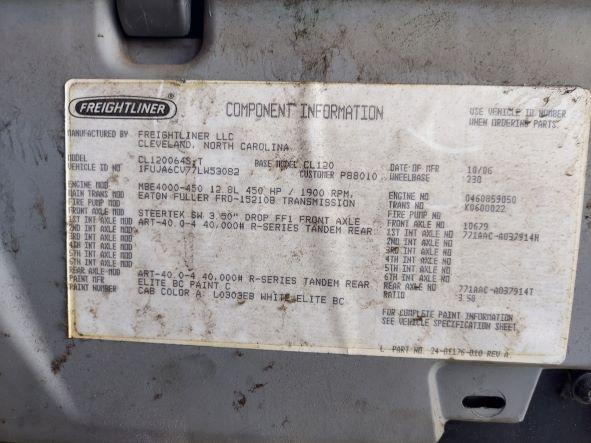 FREIGHTLINER
COMPONENT INFORMATION
USE VEHICLE ID NUMBER
WHEN ORDERING PARTS.
MANUFACTURED BY FREIGHTLINER LLC
CLEVELAND, NORTH CAROLINA
MODEL CL120064S-T BASE MODEL CL120 DATE OF MFR 10/06
VEHICLE ID NO 1FUJA6CV77LW53082 CUSTOMER P88010 WHEELBASE 230
ENGINE MOD MBE4000-450 12.8L 450 HP / 1900 RPM, ENGINE NO 0460859050
MAIN TRANS MOD EATON FULLER FRO-15210B TRANSMISSION TRANS NO K0600022
FIRE PUMP MOD FIRE PUMP NO
FRONT AXLE MOD STEERTEK SW 3.50" DROP FF1 FRONT AXLE FRONT AXLE NO 10679
1ST INT AXLE MOD ART-40.0-4 40,000# R-SERIES TANDEM REAR 1ST INT AXLE NO 771AAC-A037914H
2ND INT AXLE MOD 2ND INT AXLE NO
3RD INT AXLE MOD 3RD INT AXLE NO
4TH INT AXLE MOD 4TH INT AXLE NO
5TH INT AXLE MOD 5TH INT AXLE NO
6TH INT AXLE MOD 6TH INT AXLE NO
REAR AXLE MOD ART-40.0-4 40,000# R-SERIES TANDEM REAR REAR AXLE NO 771AAC-A037914T
PAINT MFR ELITE BC PAINT C RATIO 3.58
PAINT NUMBER CAB COLOR A: L0303EB WHITE ELITE BC
FOR COMPLETE PAINT INFORMATION
SEE VEHICLE SPECIFICATION SHEET.
PART NO. 24-01176-010 REV A